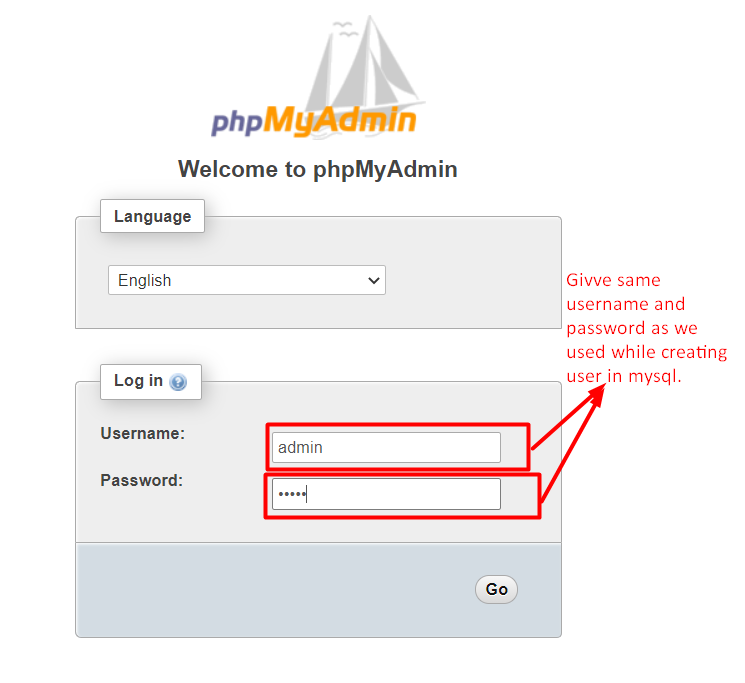 phpMyAdmin
Welcome to phpMyAdmin
Language
English
Givve same
username and
password as we
used while creating
user in mysql.
Log in
Username:
admin
Password:
•••••
Go